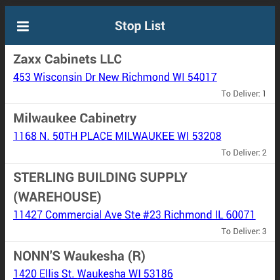 Stop List
Zaxx Cabinets LLC
453 Wisconsin Dr New Richmond WI 54017
To Deliver: 1
Milwaukee Cabinetry
1168 N. 50TH PLACE MILWAUKEE WI 53208
To Deliver: 2
STERLING BUILDING SUPPLY
(WAREHOUSE)
11427 Commercial Ave Ste #23 Richmond IL 60071
To Deliver: 3
NONN'S Waukesha (R)
1420 Ellis St. Waukesha WI 53186